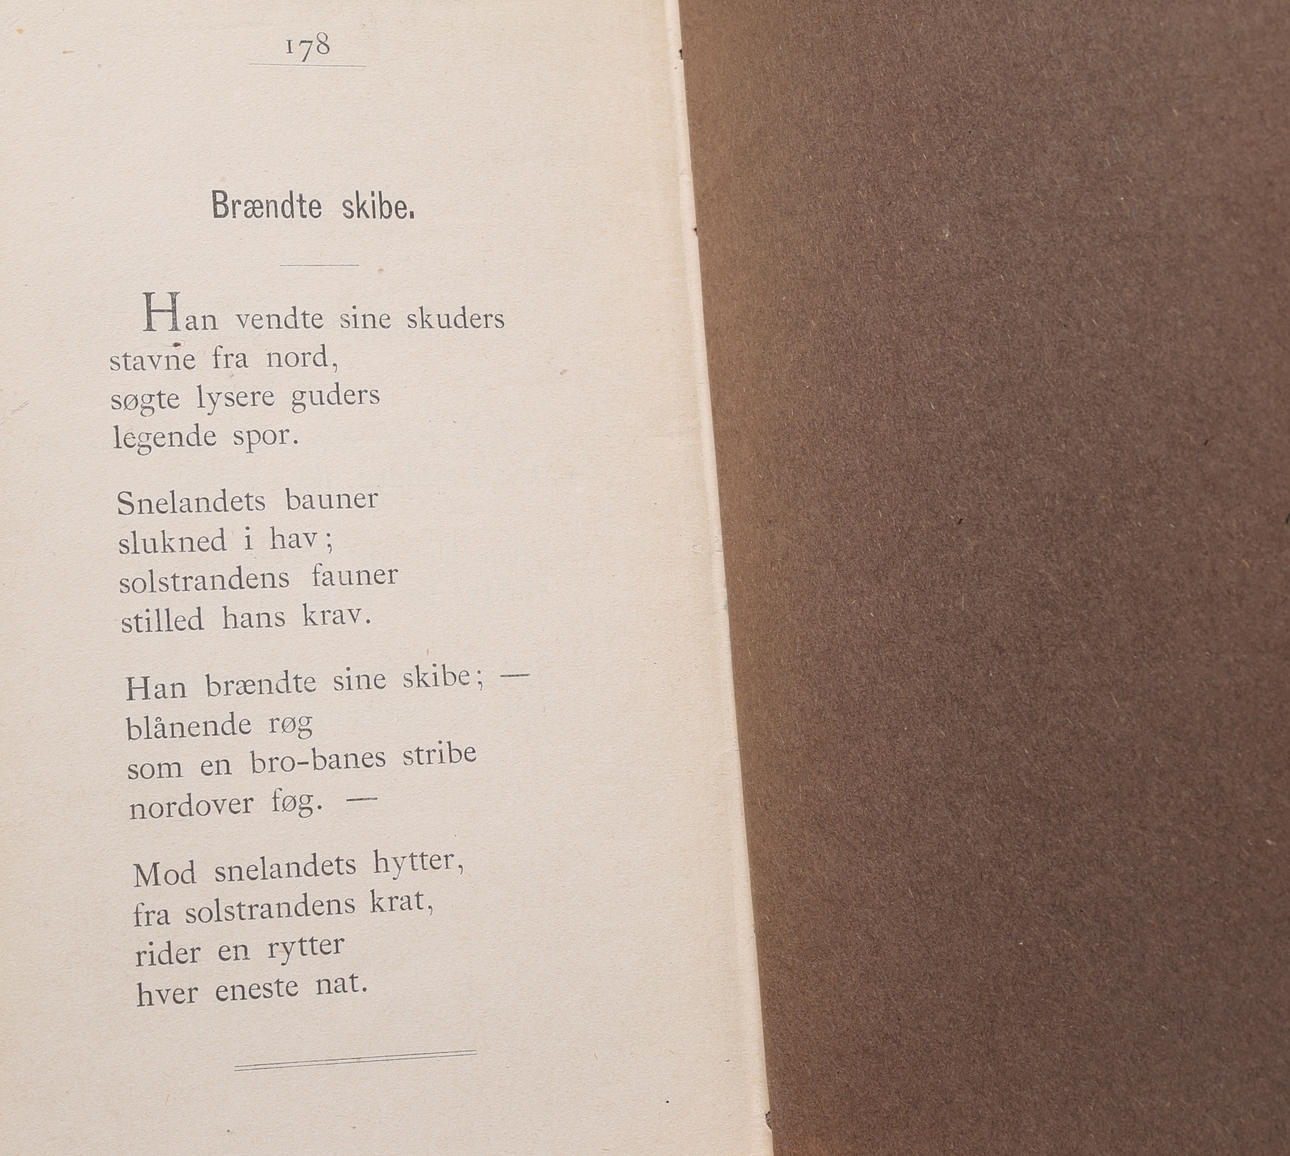 178
Brændte skibe.
Han vendte sine skuders
stavne fra nord,
søgte lysere guders
legende spor.
Snelandets bauner
slukned i hav;
solstrandens fauner
stilled hans krav.
Han brændte sine skibe; —
blånende røg
som en bro-banes stribe
nordover føg. —
Mod snelandets hytter,
fra solstrandens krat,
rider en rytter
hver eneste nat.